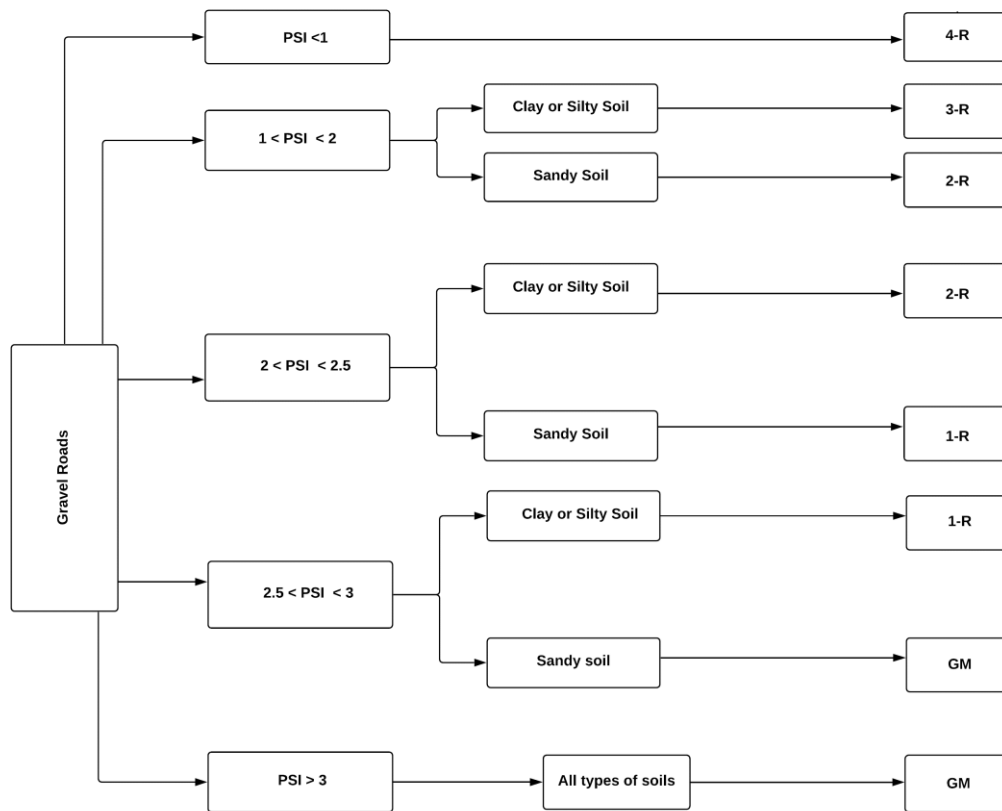 PSI <1
4-R
1 < PSI < 2
Clay or Silty Soil
3-R
Sandy Soil
2-R
Gravel Roads
2 < PSI < 2.5
Clay or Silty Soil
2-R
Sandy Soil
1-R
2.5 < PSI < 3
Clay or Silty Soil
1-R
Sandy soil
GM
PSI > 3
All types of soils
GM